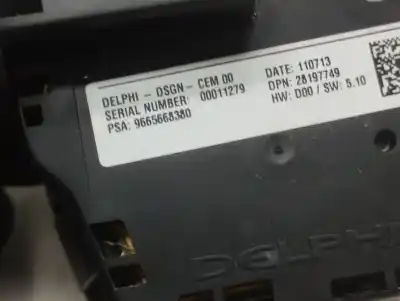 DELPHI - DSGN - CEM 00
SERIAL NUMBER: 00011279
PSA: 9665668380
DATE: 110713
DPN: 28197749
HW: D00 / SW: 5.10
DELPHI